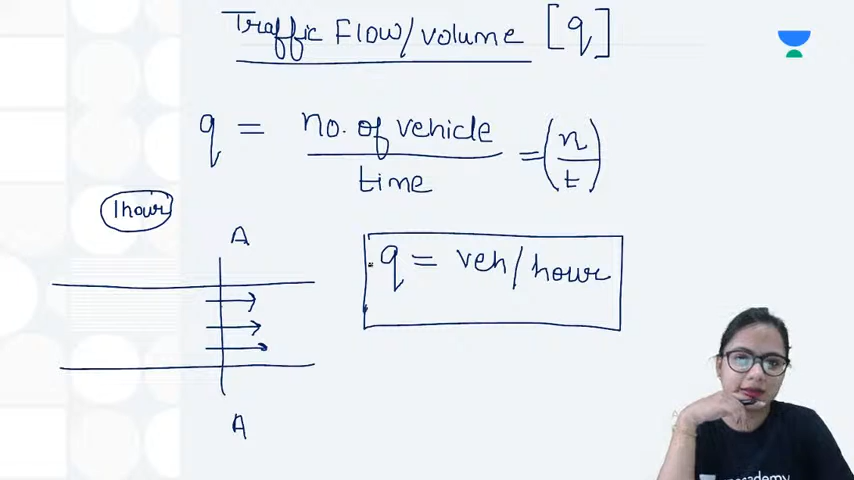 Traffic Flow/volume [q]
q = no. of vehicle / time = (n/t)
1hour
A
q = veh/hour
A